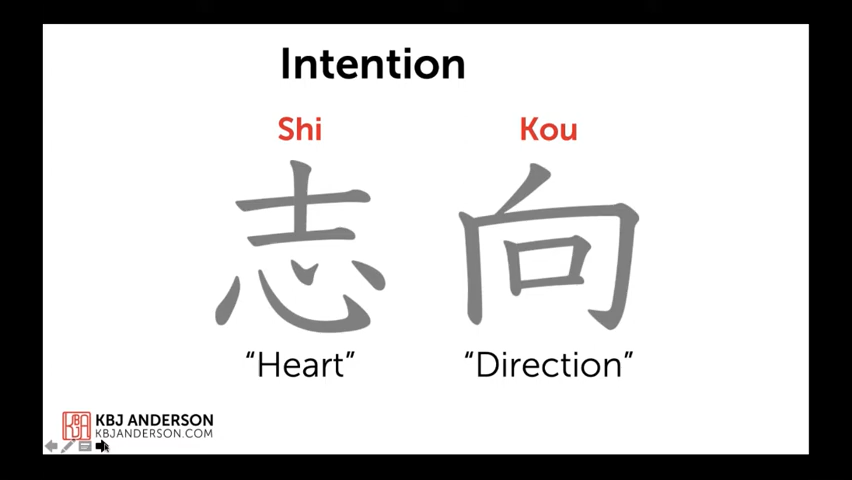 Intention
Shi Kou
志向
“Heart” “Direction”
KBJ ANDERSON
KBJANDERSON.COM